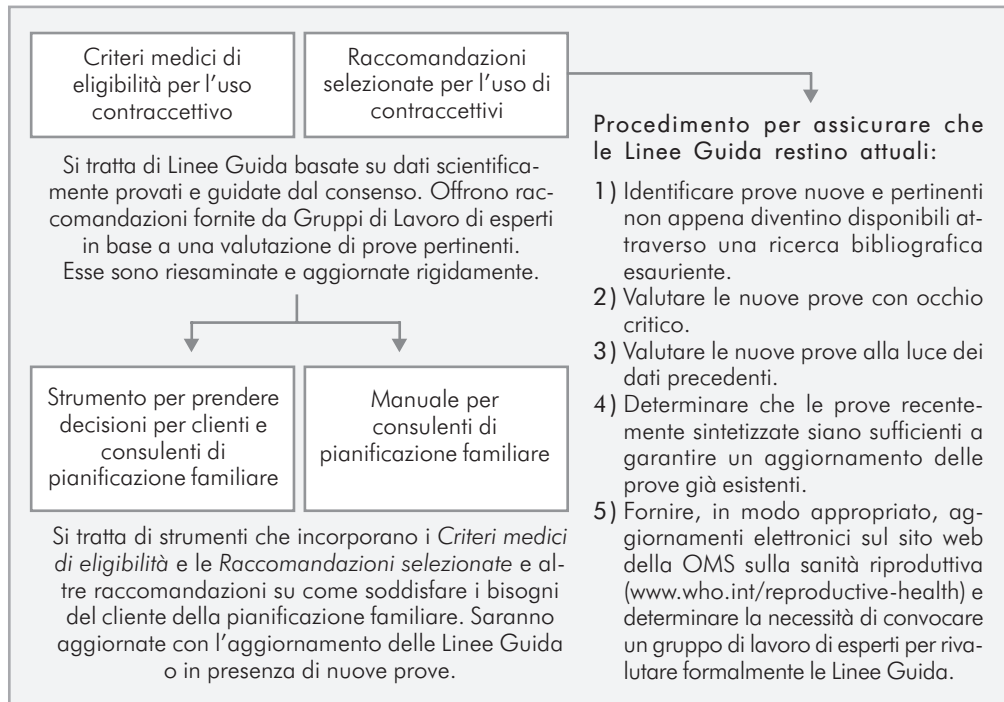 Criteri medici di
eligibilità per l'uso
contraccettivo
Raccomandazioni
selezionate per l'uso di
contraccettivi
Si tratta di Linee Guida basate su dati scientifica-
mente provati e guidate dal consenso. Offrono rac-
comandazioni fornite da Gruppi di Lavoro di esperti
in base a una valutazione di prove pertinenti.
Esse sono riesaminate e aggiornate rigidamente.
Strumento per prendere
decisioni per clienti e
consulenti di
pianificazione familiare
Manuale per
consulenti di
pianificazione familiare
Si tratta di strumenti che incorporano i Criteri medici
di eligibilità e le Raccomandazioni selezionate e al-
tre raccomandazioni su come soddisfare i bisogni
del cliente della pianificazione familiare. Saranno
aggiornate con l'aggiornamento delle Linee Guida
o in presenza di nuove prove.
Procedimento per assicurare che
le Linee Guida restino attuali:
1) Identificare prove nuove e pertinenti
non appena diventino disponibili at-
traverso una ricerca bibliografica
esauriente.
2) Valutare le nuove prove con occhio
critico.
3) Valutare le nuove prove alla luce dei
dati precedenti.
4) Determinare che le prove recente-
mente sintetizzate siano sufficienti a
garantire un aggiornamento delle
prove già esistenti.
5) Fornire, in modo appropriato, ag-
giornamenti elettronici sul sito web
della OMS sulla sanità riproduttiva
(www.who.int/reproductive-health) e
determinare la necessità di convocare
un gruppo di lavoro di esperti per riva-
lutare formalmente le Linee Guida.